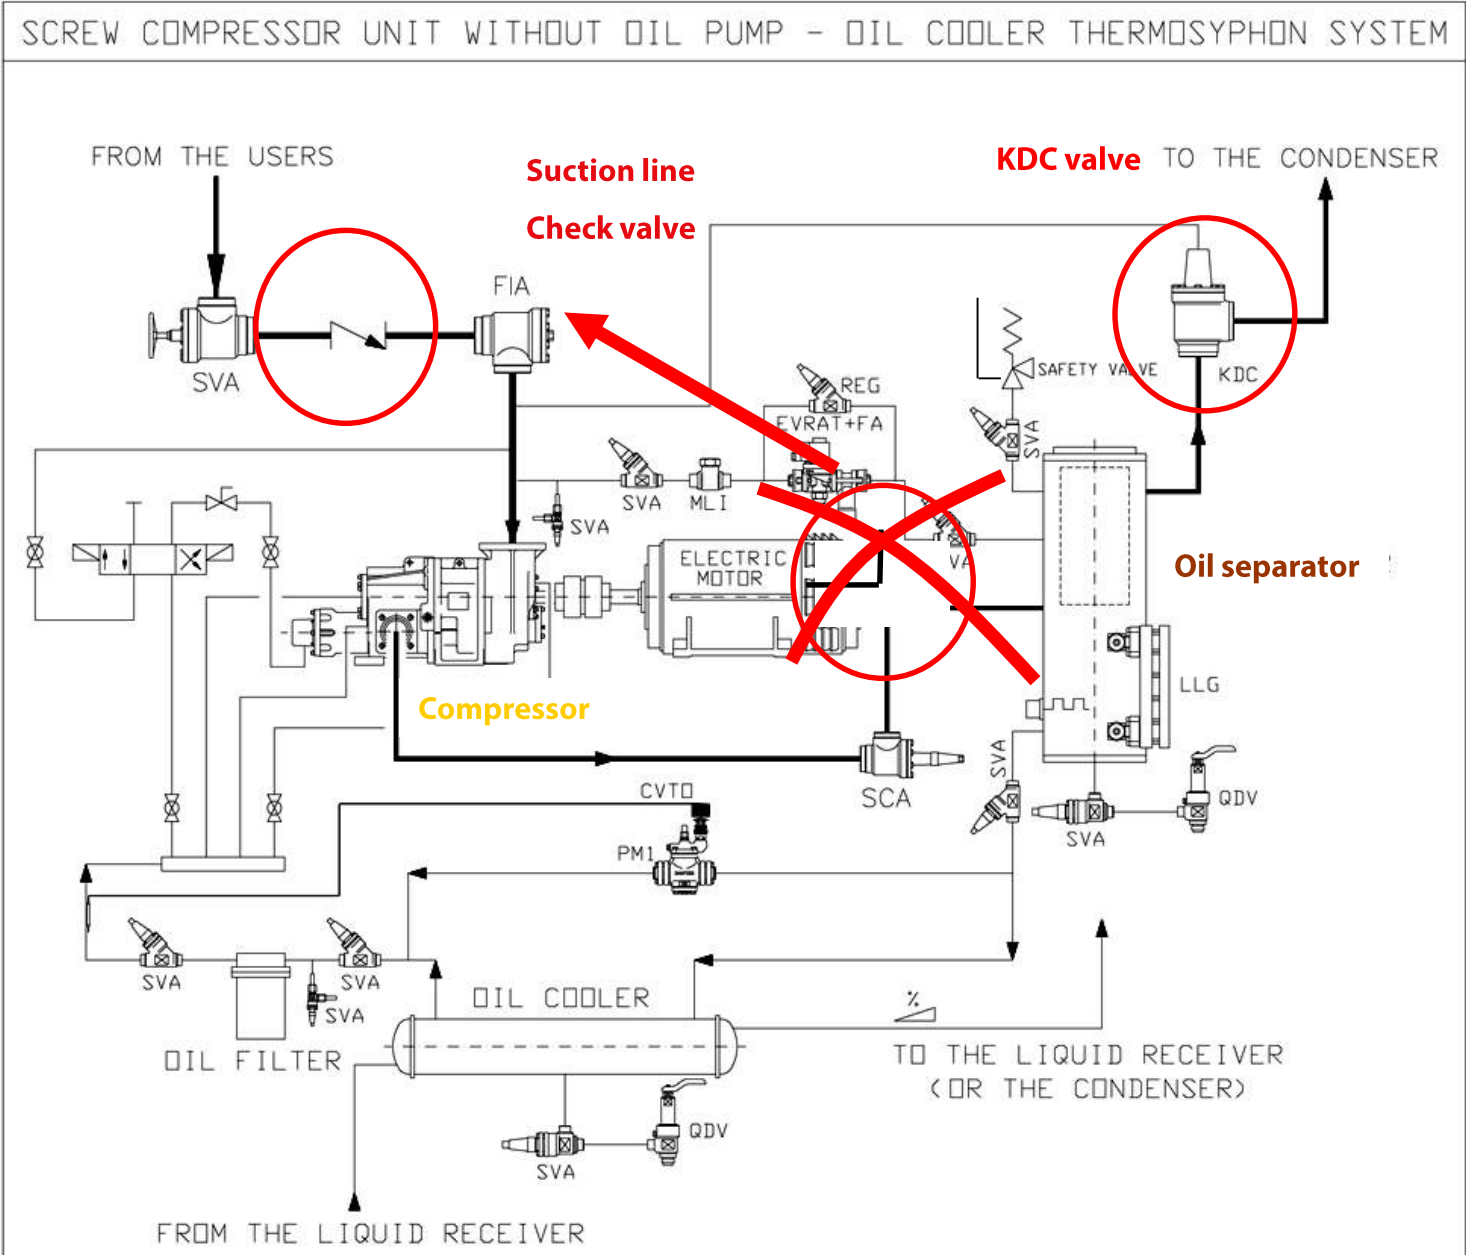 SCREW COMPRESSOR UNIT WITHOUT OIL PUMP - OIL COOLER THERMOSYPHON SYSTEM
FROM THE USERS
Suction line
Check valve
KDC valve
TO THE CONDENSER
FIA
SVA
SAFETY VALVE
KDC
REG
EVRAT+FA
SVA
SVA
MLI
SVA
VA
ELECTRIC
MOTOR
Oil separator
Compressor
LLG
SCA
SVA
QDV
SVA
CVTO
PM1
SVA
SVA
SVA
OIL COOLER
OIL FILTER
%
TO THE LIQUID RECEIVER
(OR THE CONDENSER)
QDV
SVA
FROM THE LIQUID RECEIVER